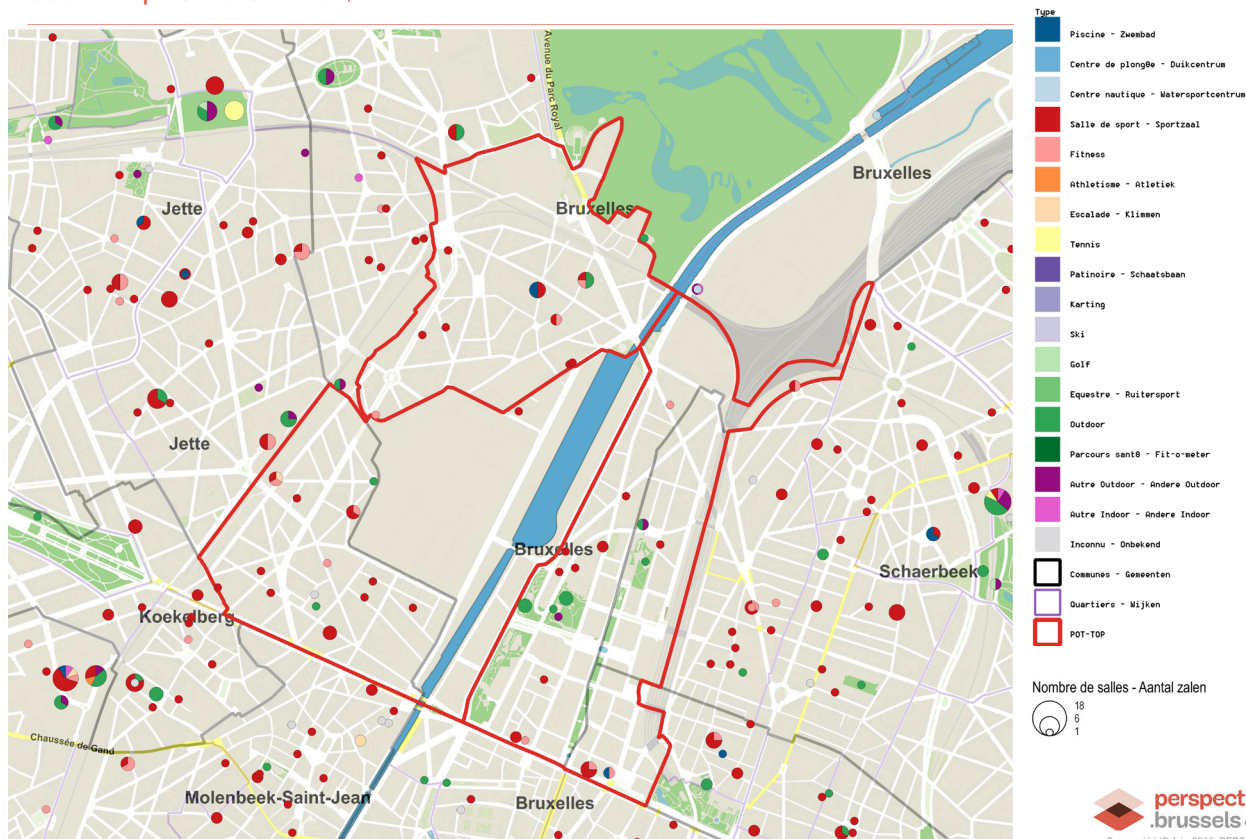 Avenue du Parc Royal
Bruxelles
Bruxelles
Jette
Jette
Bruxelles
Schaerbeek
Koekelberg
Chaussée de Gand
Molenbeek-Saint-Jean
Bruxelles
Type
Piscine - Zwembad
Centre de plongθe - Duikcentrum
Centre nautique - Watersportcentrum
Salle de sport - Sportzaal
Fitness
Athletisme - Atletiek
Escalade - Klimmen
Tennis
Patinoire - Schaatsbaan
Karting
Ski
Golf
Equestre - Ruitersport
Outdoor
Parcours santθ - Fit-o-meter
Autre Outdoor - Andere Outdoor
Autre Indoor - Andere Indoor
Inconnu - Onbekend
Communes - Gemeenten
Quartiers - Wijken
POT-TOP
Nombre de salles - Aantal zalen
18
6
1
perspect
.brussels